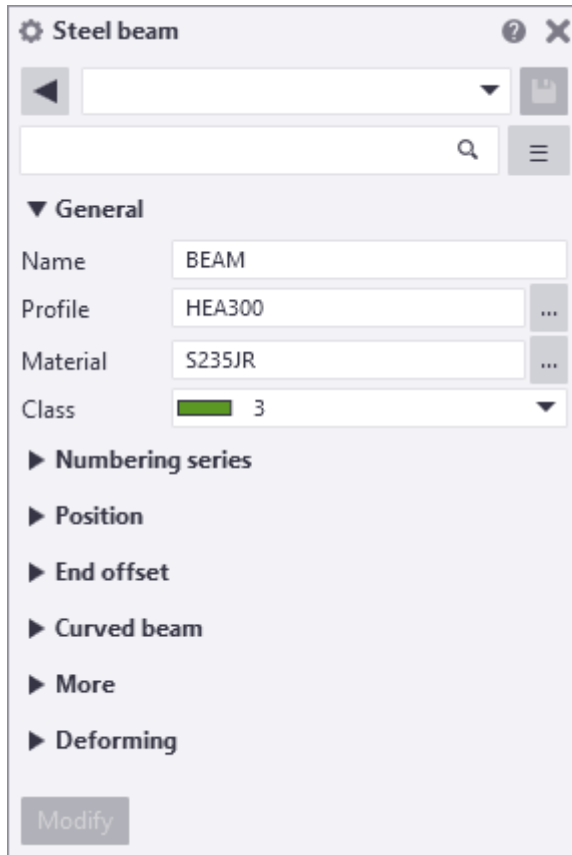 Steel beam
General
Name BEAM
Profile HEA300 ...
Material S235JR ...
Class 3
Numbering series
Position
End offset
Curved beam
More
Deforming
Modify